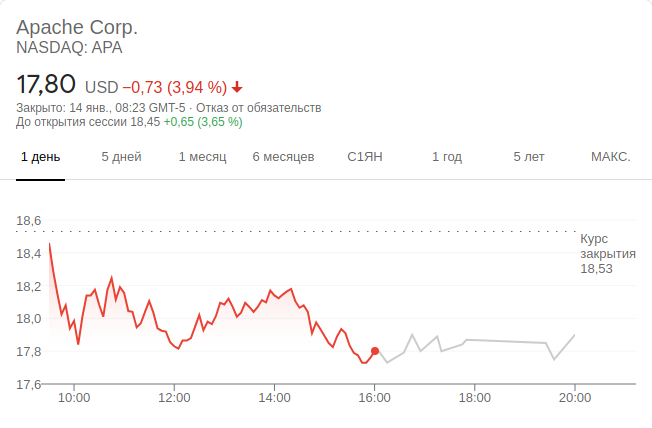 Apache Corp.
NASDAQ: APA
17,80 USD −0,73 (3,94 %)
Закрыто: 14 янв., 08:23 GMT-5 · Отказ от обязательств
До открытия сессии 18,45 +0,65 (3,65 %)
1 день 5 дней 1 месяц 6 месяцев С1ЯН 1 год 5 лет МАКС.
18,6
Курс
закрытия
18,53
18,4
18,2
18,0
17,8
17,6
10:00 12:00 14:00 16:00 18:00 20:00